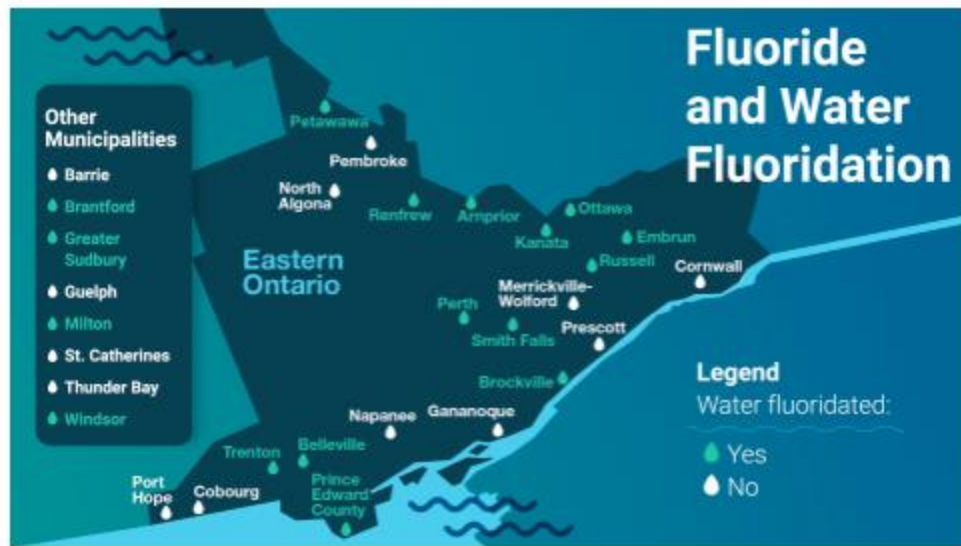 Fluoride
and Water
Fluoridation
Other
Municipalities
Barrie
Brantford
Greater
Sudbury
Guelph
Milton
St. Catherines
Thunder Bay
Windsor
Petawawa
Pembroke
North
Algona
Renfrew
Arnprior
Ottawa
Kanata
Embrun
Russell
Cornwall
Eastern
Ontario
Merrickville-
Wolford
Perth
Smith Falls
Prescott
Brockville
Napanee
Gananoque
Trenton
Belleville
Prince
Edward
County
Port
Hope
Cobourg
Legend
Water fluoridated:
Yes
No